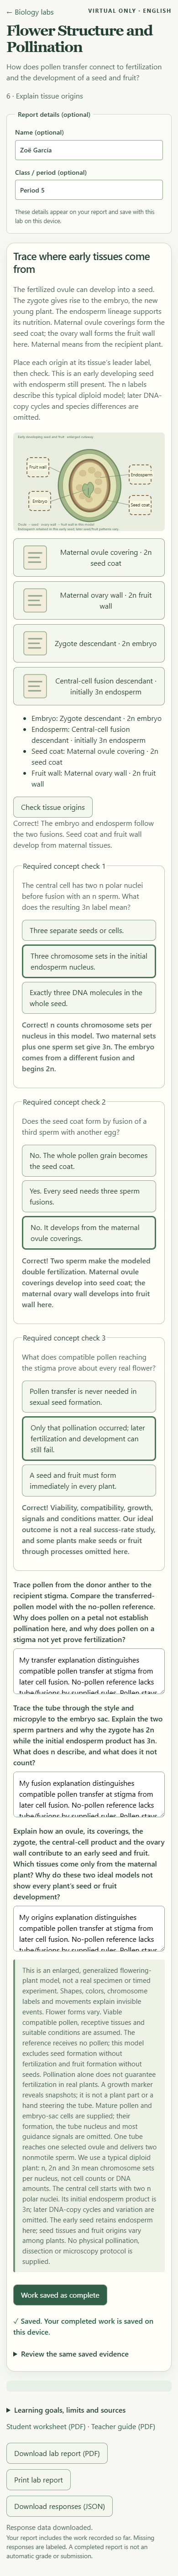 ← Biology labs
VIRTUAL ONLY · ENGLISH
Flower Structure and
Pollination
How does pollen transfer connect to fertilization
and the development of a seed and fruit?
6 · Explain tissue origins
Report details (optional)
Name (optional)
Zoë García
Class / period (optional)
Period 5
These details appear on your report and save with this
lab on this device.
Trace where early tissues come
from
The fertilized ovule can develop into a seed.
The zygote gives rise to the embryo, the new
young plant. The endosperm lineage supports
its nutrition. Maternal ovule coverings form the
seed coat; the ovary wall forms the fruit wall
here. Maternal means from the recipient plant.
Place each origin at its tissue's leader label,
then check. This is an early developing seed
with endosperm still present. The n labels
describe this typical diploid model; later DNA-
copy cycles and species differences are
omitted.
Early developing seed and fruit · enlarged cutaway
Fruit wall
Endosperm
Embryo
Seed coat
Maternal ovule covering · 2n
seed coat
Maternal ovary wall · 2n fruit
wall
Zygote descendant · 2n embryo
Central-cell fusion descendant ·
initially 3n endosperm
Embryo: Zygote descendant · 2n embryo
Endosperm: Central-cell fusion
descendant · initially 3n endosperm
Seed coat: Maternal ovule covering · 2n
seed coat
Fruit wall: Maternal ovary wall · 2n fruit
wall
Check tissue origins
Correct! The embryo and endosperm follow
the two fusions. Seed coat and fruit wall
develop from maternal tissues.
Required concept check 1
The central cell has two n polar nuclei
before fusion with an n sperm. What
does the resulting 3n label mean?
Three separate seeds or cells.
Three chromosome sets in the initial
endosperm nucleus.
Exactly three DNA molecules in the
whole seed.
Correct! n counts chromosome sets per
nucleus in this model. Two maternal sets
plus one sperm set give 3n. The embryo
comes from a different fusion and
begins 2n.
Required concept check 2
Does the seed coat form by fusion of a
third sperm with another egg?
No. The whole pollen grain becomes
the seed coat.
Yes. Every seed needs three sperm
fusions.
No. It develops from the maternal
ovule coverings.
Correct! Two sperm make the modeled
double fertilization. Maternal ovule
coverings develop into seed coat; the
maternal ovary wall develops into fruit
wall here.
Required concept check 3
What does compatible pollen reaching
the stigma prove about every real flower?
Pollen transfer is never needed in
sexual seed formation.
Only that pollination occurred; later
fertilization and development can
still fail.
A seed and fruit must form
immediately in every plant.
Correct! Viability, compatibility, growth,
signals and conditions matter. Our ideal
outcome is not a real success-rate study,
and some plants make seeds or fruit
through processes omitted here.
Trace pollen from the donor anther to the
recipient stigma. Compare the transferred-
pollen model with the no-pollen reference.
Why does pollen on a petal not establish
pollination here, and why does pollen on a
stigma not yet prove fertilization?
My transfer explanation distinguishes
compatible pollen transfer at stigma from
later cell fusion. No-pollen reference lacks
tube/fusions by supplied rules. Pollen stays
Trace the tube through the style and
micropyle to the embryo sac. Explain the two
sperm partners and why the zygote has 2n
while the initial endosperm product has 3n.
What does n describe, and what does it not
count?
My fusion explanation distinguishes
compatible pollen transfer at stigma from
later cell fusion. No-pollen reference lacks
tube/fusions by supplied rules. Pollen stays
Explain how an ovule, its coverings, the
zygote, the central-cell product and the ovary
wall contribute to an early seed and fruit.
Which tissues come only from the maternal
plant? Why do these two ideal models not
show every plant's seed or fruit
development?
My origins explanation distinguishes
compatible pollen transfer at stigma from
later cell fusion. No-pollen reference lacks
tube/fusions by supplied rules. Pollen stays
This is an enlarged, generalized flowering-
plant model, not a real specimen or timed
experiment. Shapes, colors, chromosome
labels and movements explain invisible
events. Flower forms vary. Viable
compatible pollen, receptive tissues and
suitable conditions are assumed. The
reference receives no pollen; this model
excludes seed formation without
fertilization and fruit formation without
seeds. Pollination alone does not guarantee
fertilization in real plants. A growth marker
reveals snapshots; it is not a plant part or a
hand steering the tube. Mature pollen and
embryo-sac cells are supplied; their
formation, the tube nucleus and most
guidance signals are omitted. One tube
reaches one selected ovule and delivers two
nonmotile sperm. We use a typical diploid
plant: n, 2n and 3n mean chromosome sets
per nucleus, not cell counts or DNA
amounts. The central cell starts with two n
polar nuclei. Its initial endosperm product is
3n; later DNA-copy cycles and variation are
omitted. The early seed retains endosperm
here; seed tissues and fruit origins vary
among plants. No physical pollination,
dissection or microscopy protocol is
supplied.
Work saved as complete
✓ Saved. Your completed work is saved on
this device.
Review the same saved evidence
Learning goals, limits and sources
Student worksheet (PDF) · Teacher guide (PDF)
Download lab report (PDF)
Print lab report
Download responses (JSON)
Response data downloaded.
Your report includes the work recorded so far. Missing
responses are labeled. A completed report is not an
automatic grade or submission.